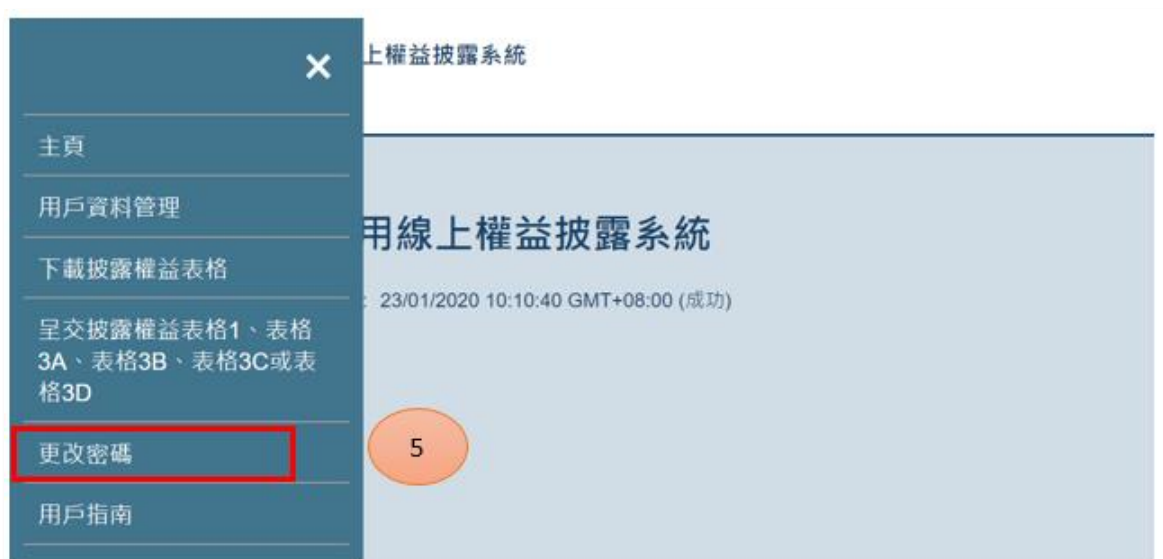 上權益披露系統
主頁
用戶資料管理
下載披露權益表格
呈交披露權益表格1、表格
3A、表格3B、表格3C或表
格3D
更改密碼
用戶指南
用線上權益披露系統
: 23/01/2020 10:10:40 GMT+08:00 (成功)
5